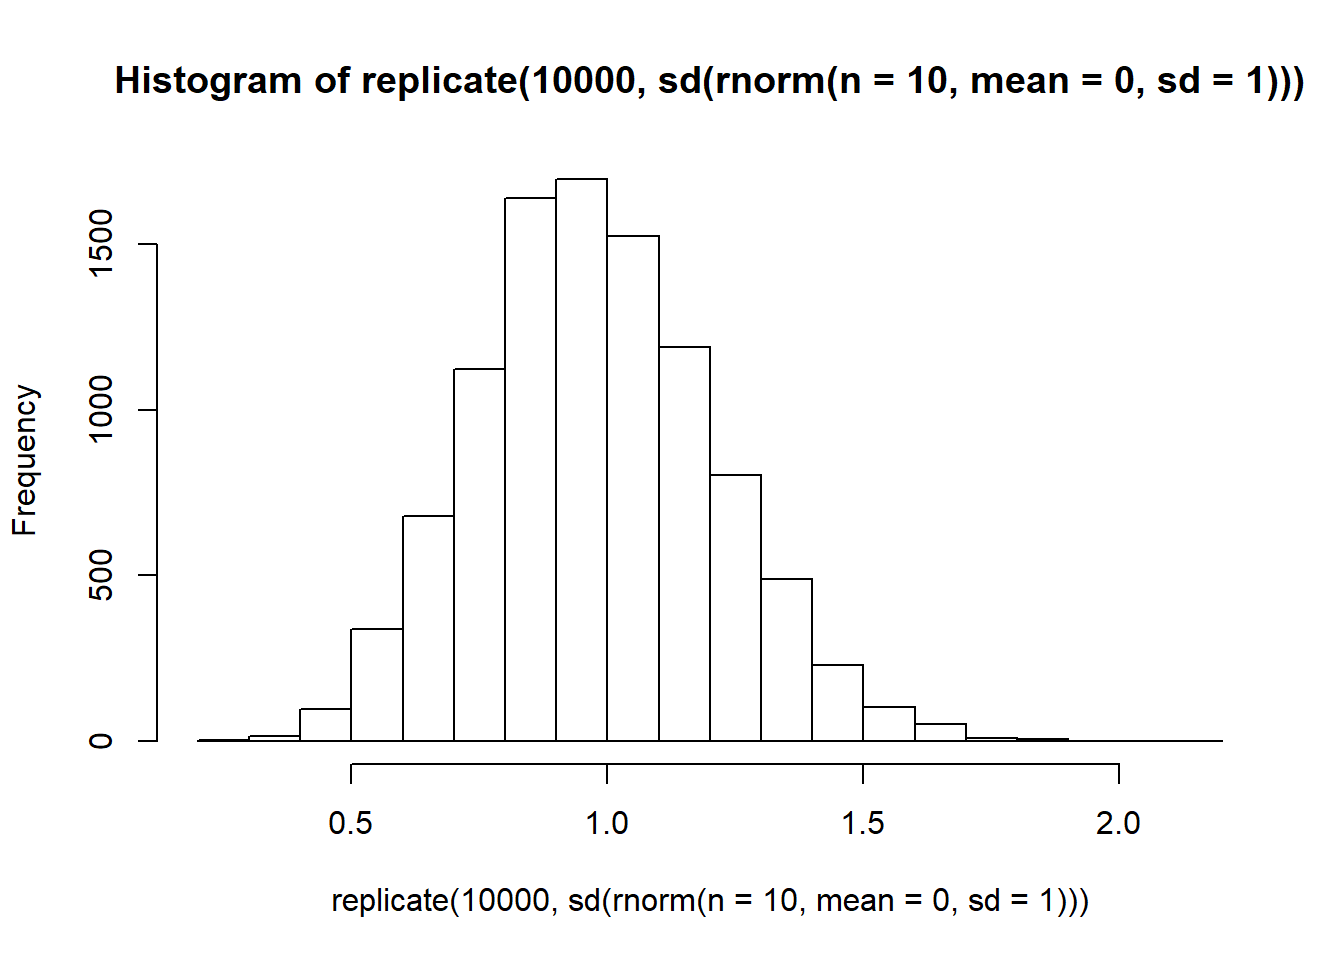 Histogram of replicate(10000, sd(rnorm(n = 10, mean = 0, sd = 1)))
Frequency
1500
1000
500
0
0.5 1.0 1.5 2.0
replicate(10000, sd(rnorm(n = 10, mean = 0, sd = 1)))